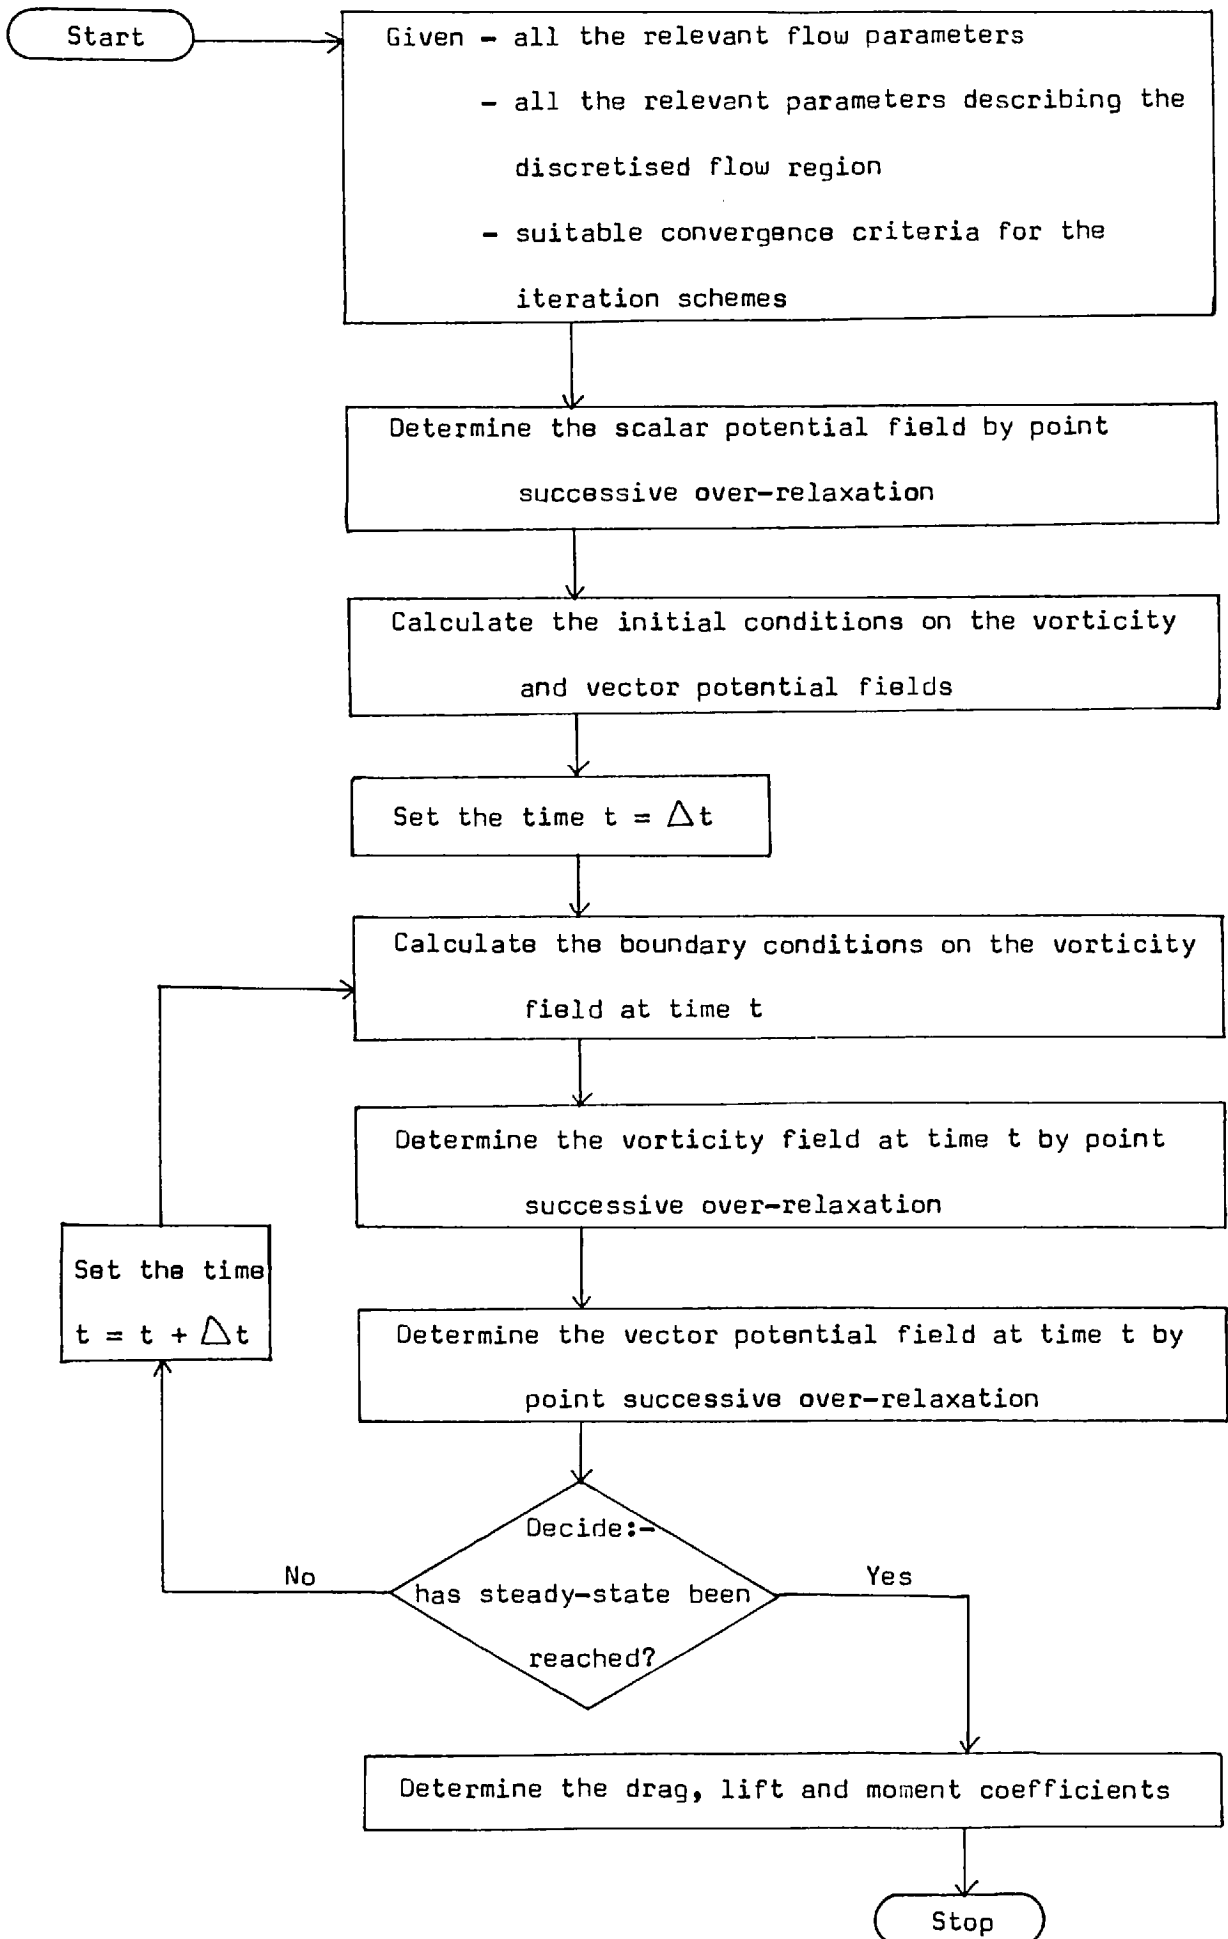 Start
Given - all the relevant flow parameters
- all the relevant parameters describing the
discretised flow region
- suitable convergence criteria for the
iteration schemes
Determine the scalar potential field by point
successive over-relaxation
Calculate the initial conditions on the vorticity
and vector potential fields
Set the time t = Δt
Calculate the boundary conditions on the vorticity
field at time t
Determine the vorticity field at time t by point
successive over-relaxation
Set the time
t = t + Δt
Determine the vector potential field at time t by
point successive over-relaxation
Decide:-
has steady-state been
reached?
No
Yes
Determine the drag, lift and moment coefficients
Stop